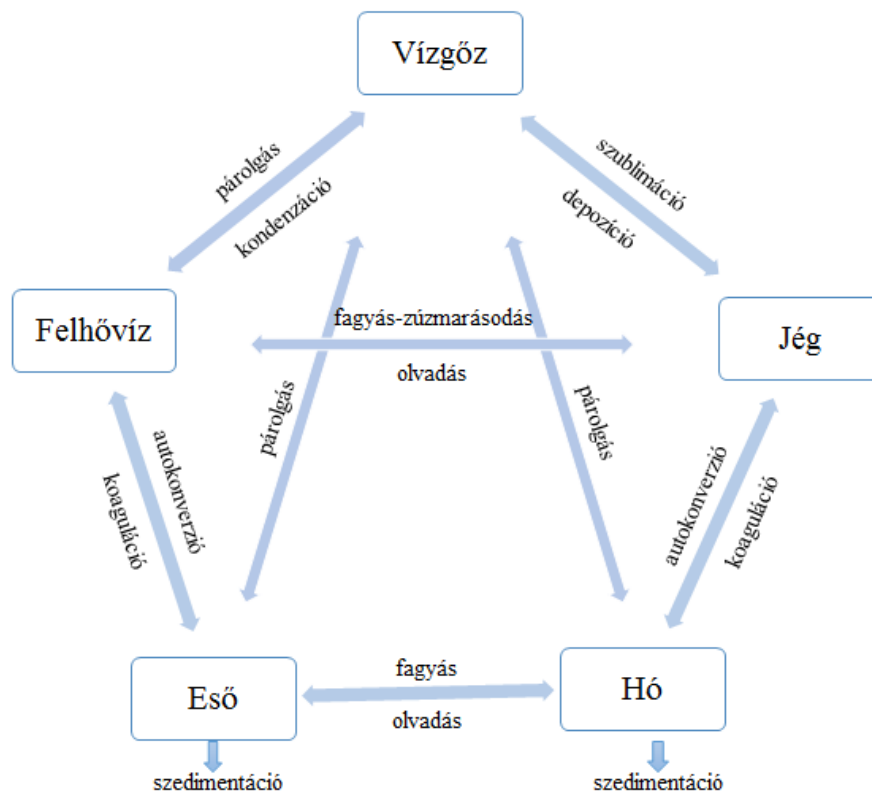 Vízgőz
párolgás
kondenzáció
szublimáció
depozíció
Felhővíz
fagyás-zúzmarásodás
olvadás
Jég
párolgás
párolgás
autokonverzió
koaguláció
autokonverzió
koaguláció
Eső
fagyás
olvadás
Hó
szedimentáció
szedimentáció